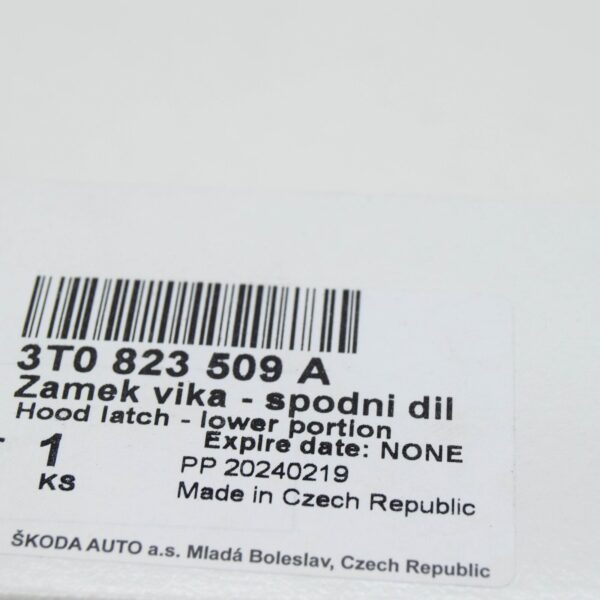 3T0 823 509 A
Zamek vika - spodni dil
Hood latch - lower portion
Expire date: NONE
1
KS
PP 20240219
Made in Czech Republic
ŠKODA AUTO a.s. Mladá Boleslav, Czech Republic